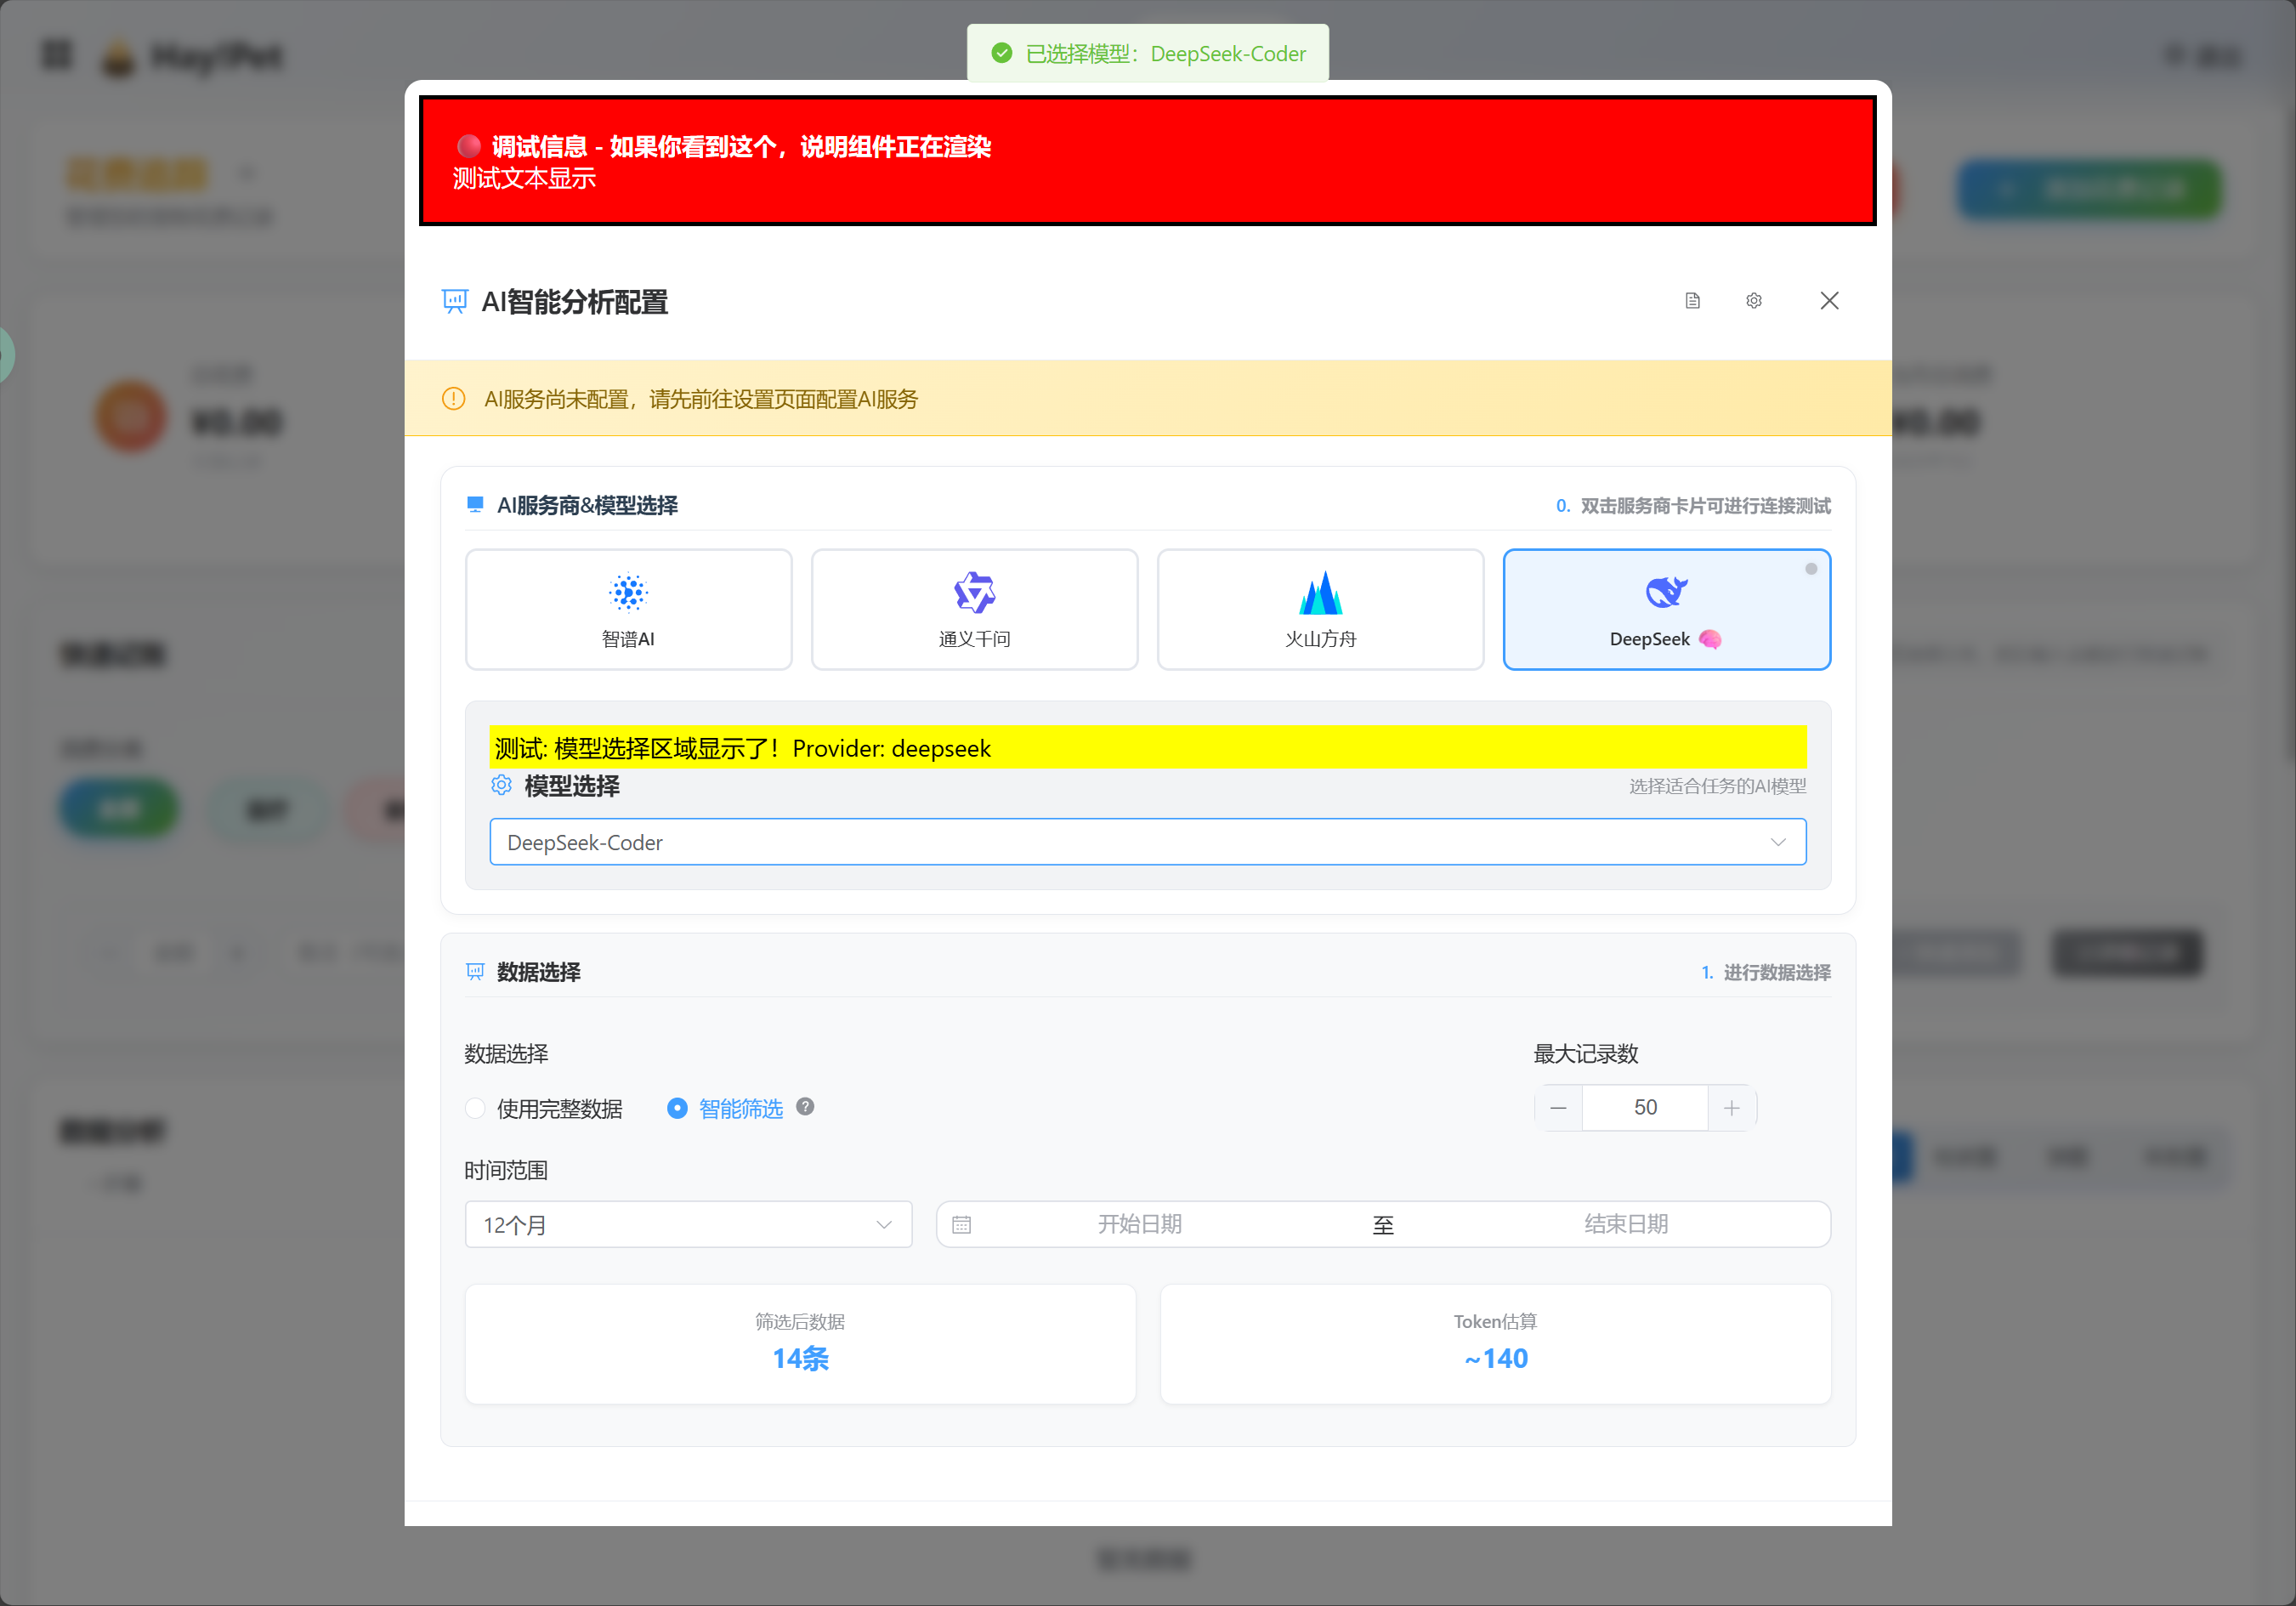 已选择模型：DeepSeek-Coder
Hay!Pet
调试信息 - 如果你看到这个，说明组件正在渲染
测试文本显示
AI智能分析配置
AI服务尚未配置，请先前往设置页面配置AI服务
AI服务商&模型选择
0. 双击服务商卡片可进行连接测试
智谱AI
通义千问
火山方舟
DeepSeek
测试: 模型选择区域显示了！Provider: deepseek
模型选择
选择适合任务的AI模型
DeepSeek-Coder
数据选择
1. 进行数据选择
数据选择
最大记录数
使用完整数据
智能筛选
50
时间范围
12个月
开始日期
至
结束日期
筛选后数据
14条
Token估算
~140
¥0.00
¥0.00